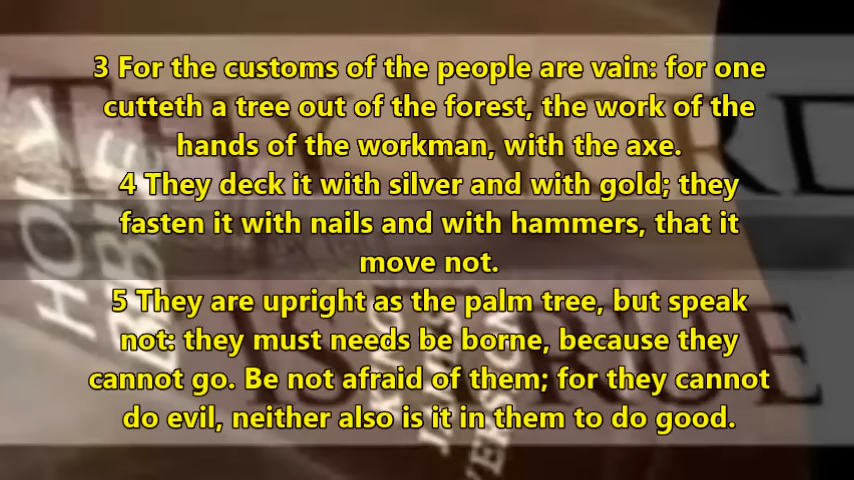 3 For the customs of the people are vain: for one
cutteth a tree out of the forest, the work of the
hands of the workman, with the axe.
4 They deck it with silver and with gold; they
fasten it with nails and with hammers, that it
move not.
5 They are upright as the palm tree, but speak
not: they must needs be borne, because they
cannot go. Be not afraid of them; for they cannot
do evil, neither also is it in them to do good.
HOLY
BIBLE
WORD
IS TRUE
VERSION